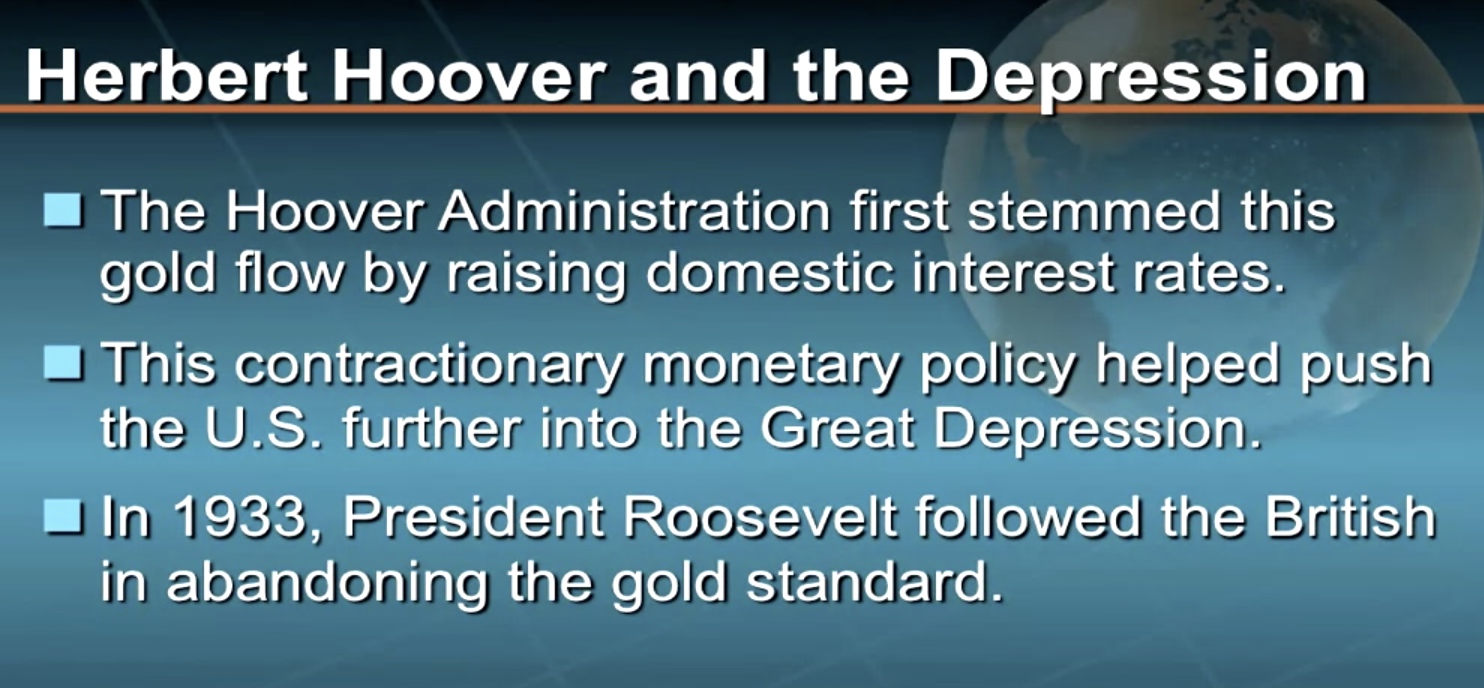 Herbert Hoover and the Depression
The Hoover Administration first stemmed this
gold flow by raising domestic interest rates.
This contractionary monetary policy helped push
the U.S. further into the Great Depression.
In 1933, President Roosevelt followed the British
in abandoning the gold standard.